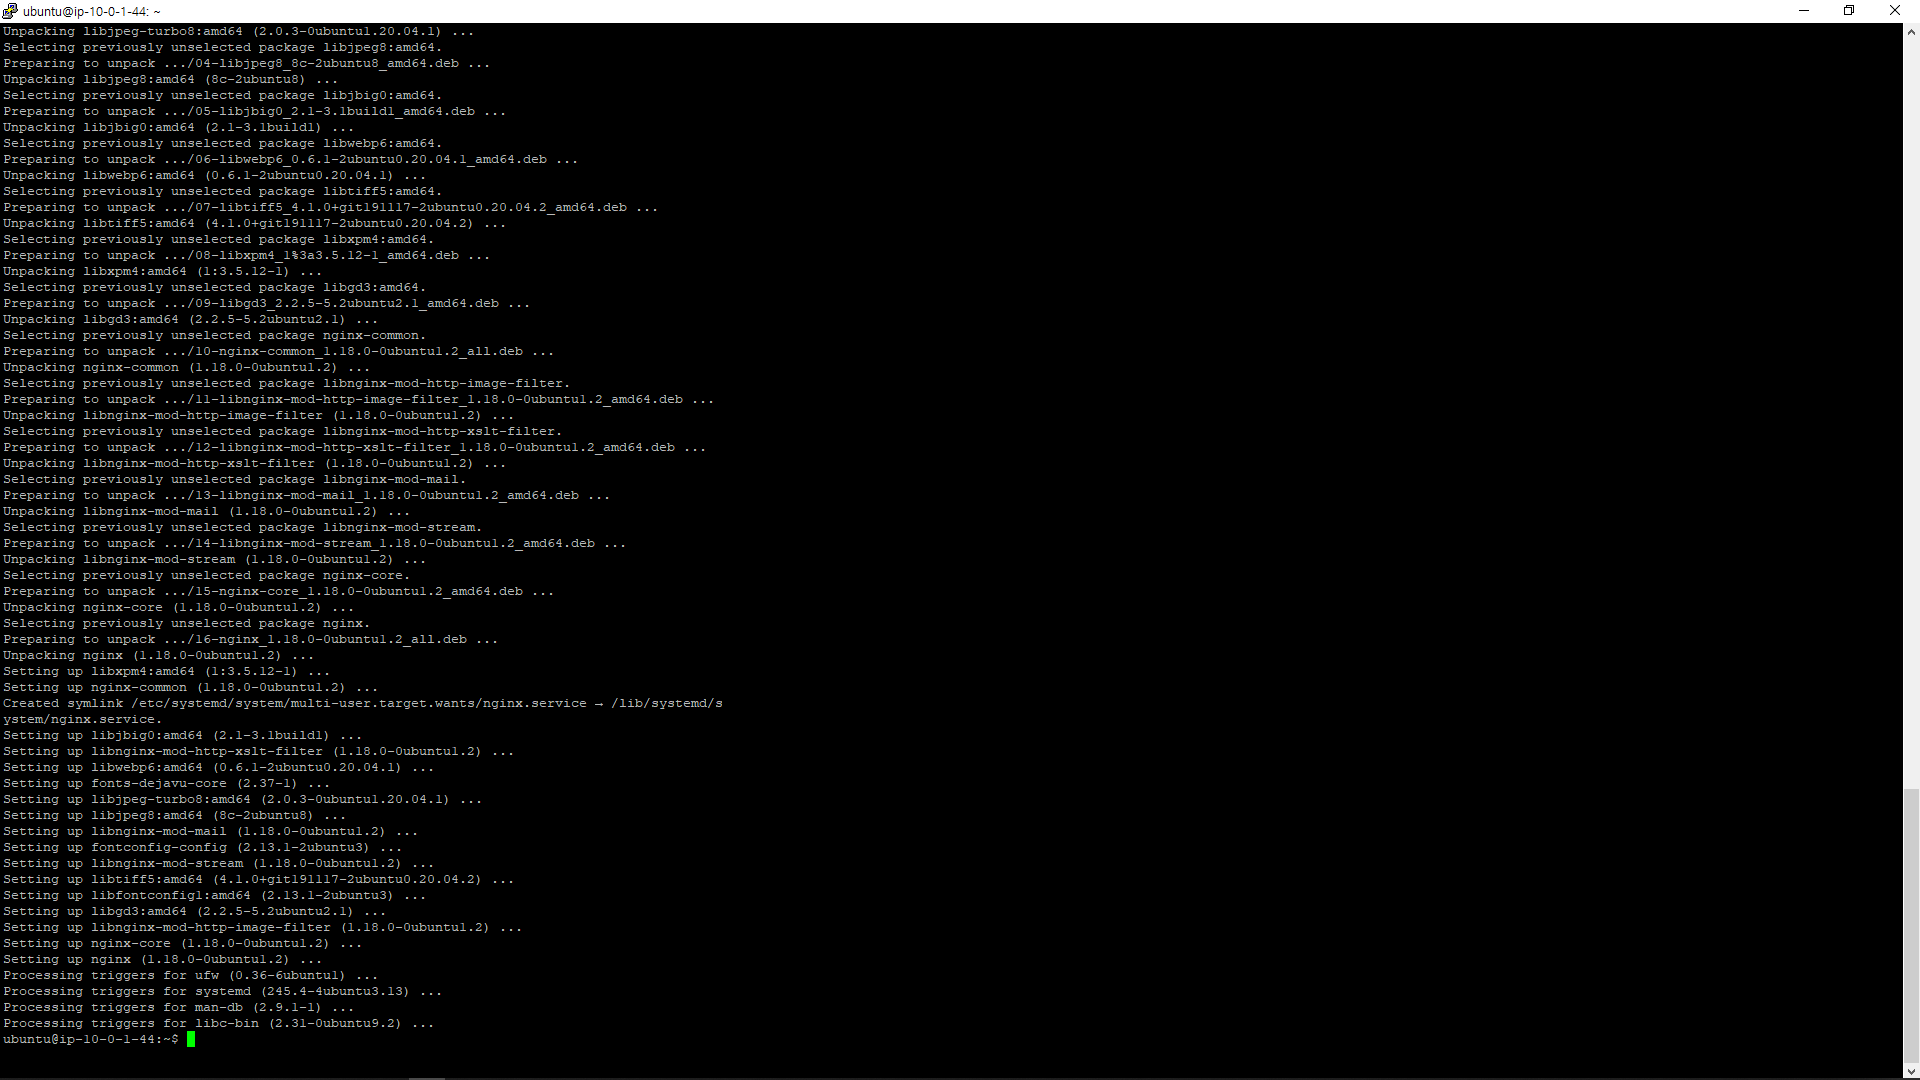 ubuntu@ip-10-0-1-44: ~
Unpacking libjpeg-turbo8:amd64 (2.0.3-0ubuntu1.20.04.1) ...
Selecting previously unselected package libjpeg8:amd64.
Preparing to unpack .../04-libjpeg8_8c-2ubuntu8_amd64.deb ...
Unpacking libjpeg8:amd64 (8c-2ubuntu8) ...
Selecting previously unselected package libjbig0:amd64.
Preparing to unpack .../05-libjbig0_2.1-3.1build1_amd64.deb ...
Unpacking libjbig0:amd64 (2.1-3.1build1) ...
Selecting previously unselected package libwebp6:amd64.
Preparing to unpack .../06-libwebp6_0.6.1-2ubuntu0.20.04.1_amd64.deb ...
Unpacking libwebp6:amd64 (0.6.1-2ubuntu0.20.04.1) ...
Selecting previously unselected package libtiff5:amd64.
Preparing to unpack .../07-libtiff5_4.1.0+git191117-2ubuntu0.20.04.2_amd64.deb ...
Unpacking libtiff5:amd64 (4.1.0+git191117-2ubuntu0.20.04.2) ...
Selecting previously unselected package libxpm4:amd64.
Preparing to unpack .../08-libxpm4_1%3a3.5.12-1_amd64.deb ...
Unpacking libxpm4:amd64 (1:3.5.12-1) ...
Selecting previously unselected package libgd3:amd64.
Preparing to unpack .../09-libgd3_2.2.5-5.2ubuntu2.1_amd64.deb ...
Unpacking libgd3:amd64 (2.2.5-5.2ubuntu2.1) ...
Selecting previously unselected package nginx-common.
Preparing to unpack .../10-nginx-common_1.18.0-0ubuntu1.2_all.deb ...
Unpacking nginx-common (1.18.0-0ubuntu1.2) ...
Selecting previously unselected package libnginx-mod-http-image-filter.
Preparing to unpack .../11-libnginx-mod-http-image-filter_1.18.0-0ubuntu1.2_amd64.deb ...
Unpacking libnginx-mod-http-image-filter (1.18.0-0ubuntu1.2) ...
Selecting previously unselected package libnginx-mod-http-xslt-filter.
Preparing to unpack .../12-libnginx-mod-http-xslt-filter_1.18.0-0ubuntu1.2_amd64.deb ...
Unpacking libnginx-mod-http-xslt-filter (1.18.0-0ubuntu1.2) ...
Selecting previously unselected package libnginx-mod-mail.
Preparing to unpack .../13-libnginx-mod-mail_1.18.0-0ubuntu1.2_amd64.deb ...
Unpacking libnginx-mod-mail (1.18.0-0ubuntu1.2) ...
Selecting previously unselected package libnginx-mod-stream.
Preparing to unpack .../14-libnginx-mod-stream_1.18.0-0ubuntu1.2_amd64.deb ...
Unpacking libnginx-mod-stream (1.18.0-0ubuntu1.2) ...
Selecting previously unselected package nginx-core.
Preparing to unpack .../15-nginx-core_1.18.0-0ubuntu1.2_amd64.deb ...
Unpacking nginx-core (1.18.0-0ubuntu1.2) ...
Selecting previously unselected package nginx.
Preparing to unpack .../16-nginx_1.18.0-0ubuntu1.2_all.deb ...
Unpacking nginx (1.18.0-0ubuntu1.2) ...
Setting up libxpm4:amd64 (1:3.5.12-1) ...
Setting up nginx-common (1.18.0-0ubuntu1.2) ...
Created symlink /etc/systemd/system/multi-user.target.wants/nginx.service → /lib/systemd/s
ystem/nginx.service.
Setting up libjbig0:amd64 (2.1-3.1build1) ...
Setting up libnginx-mod-http-xslt-filter (1.18.0-0ubuntu1.2) ...
Setting up libwebp6:amd64 (0.6.1-2ubuntu0.20.04.1) ...
Setting up fonts-dejavu-core (2.37-1) ...
Setting up libjpeg-turbo8:amd64 (2.0.3-0ubuntu1.20.04.1) ...
Setting up libjpeg8:amd64 (8c-2ubuntu8) ...
Setting up libnginx-mod-mail (1.18.0-0ubuntu1.2) ...
Setting up fontconfig-config (2.13.1-2ubuntu3) ...
Setting up libnginx-mod-stream (1.18.0-0ubuntu1.2) ...
Setting up libtiff5:amd64 (4.1.0+git191117-2ubuntu0.20.04.2) ...
Setting up libfontconfig1:amd64 (2.13.1-2ubuntu3) ...
Setting up libgd3:amd64 (2.2.5-5.2ubuntu2.1) ...
Setting up libnginx-mod-http-image-filter (1.18.0-0ubuntu1.2) ...
Setting up nginx-core (1.18.0-0ubuntu1.2) ...
Setting up nginx (1.18.0-0ubuntu1.2) ...
Processing triggers for ufw (0.36-6ubuntu1) ...
Processing triggers for systemd (245.4-4ubuntu3.13) ...
Processing triggers for man-db (2.9.1-1) ...
Processing triggers for libc-bin (2.31-0ubuntu9.2) ...
ubuntu@ip-10-0-1-44:~$